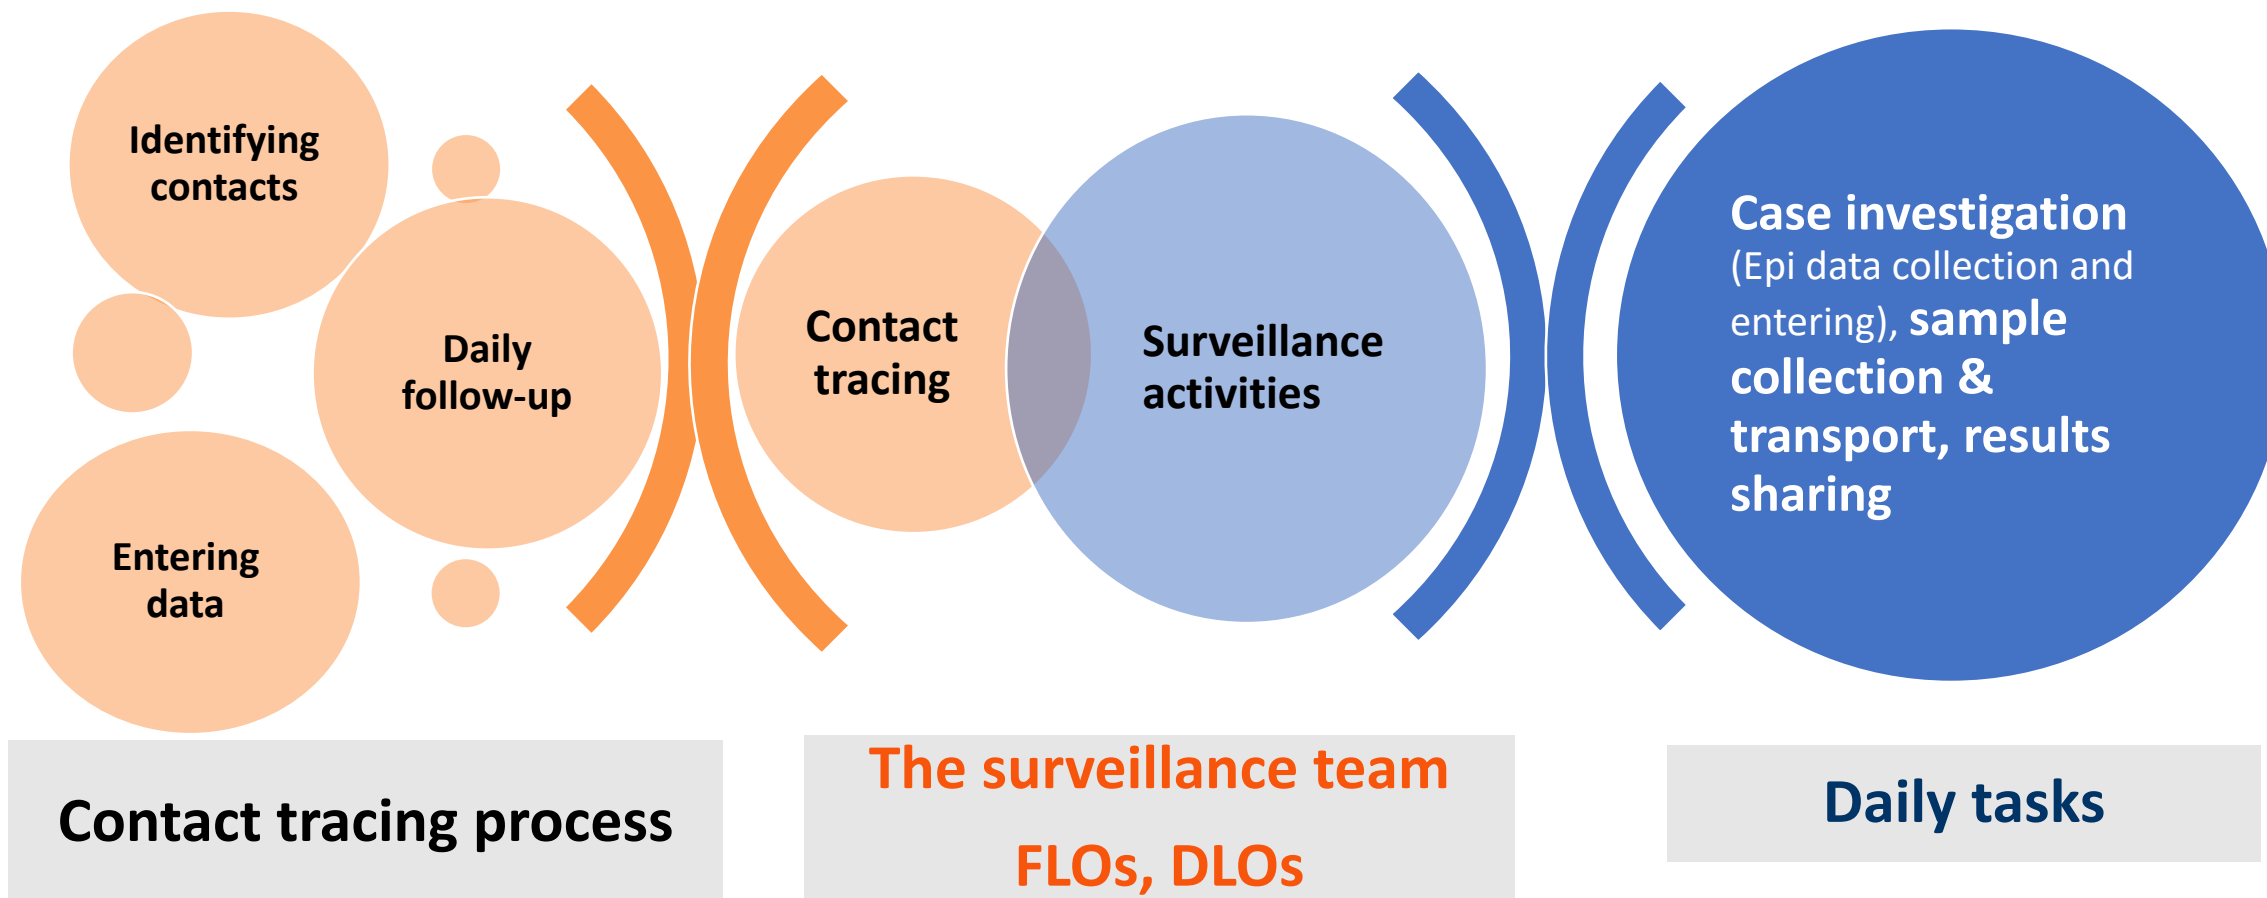 Identifying
contacts
Daily
follow-up
Entering
data
Contact
tracing
Surveillance
activities
Case investigation
(Epi data collection and
entering), sample
collection &
transport, results
sharing
Contact tracing process
The surveillance team
FLOs, DLOs
Daily tasks